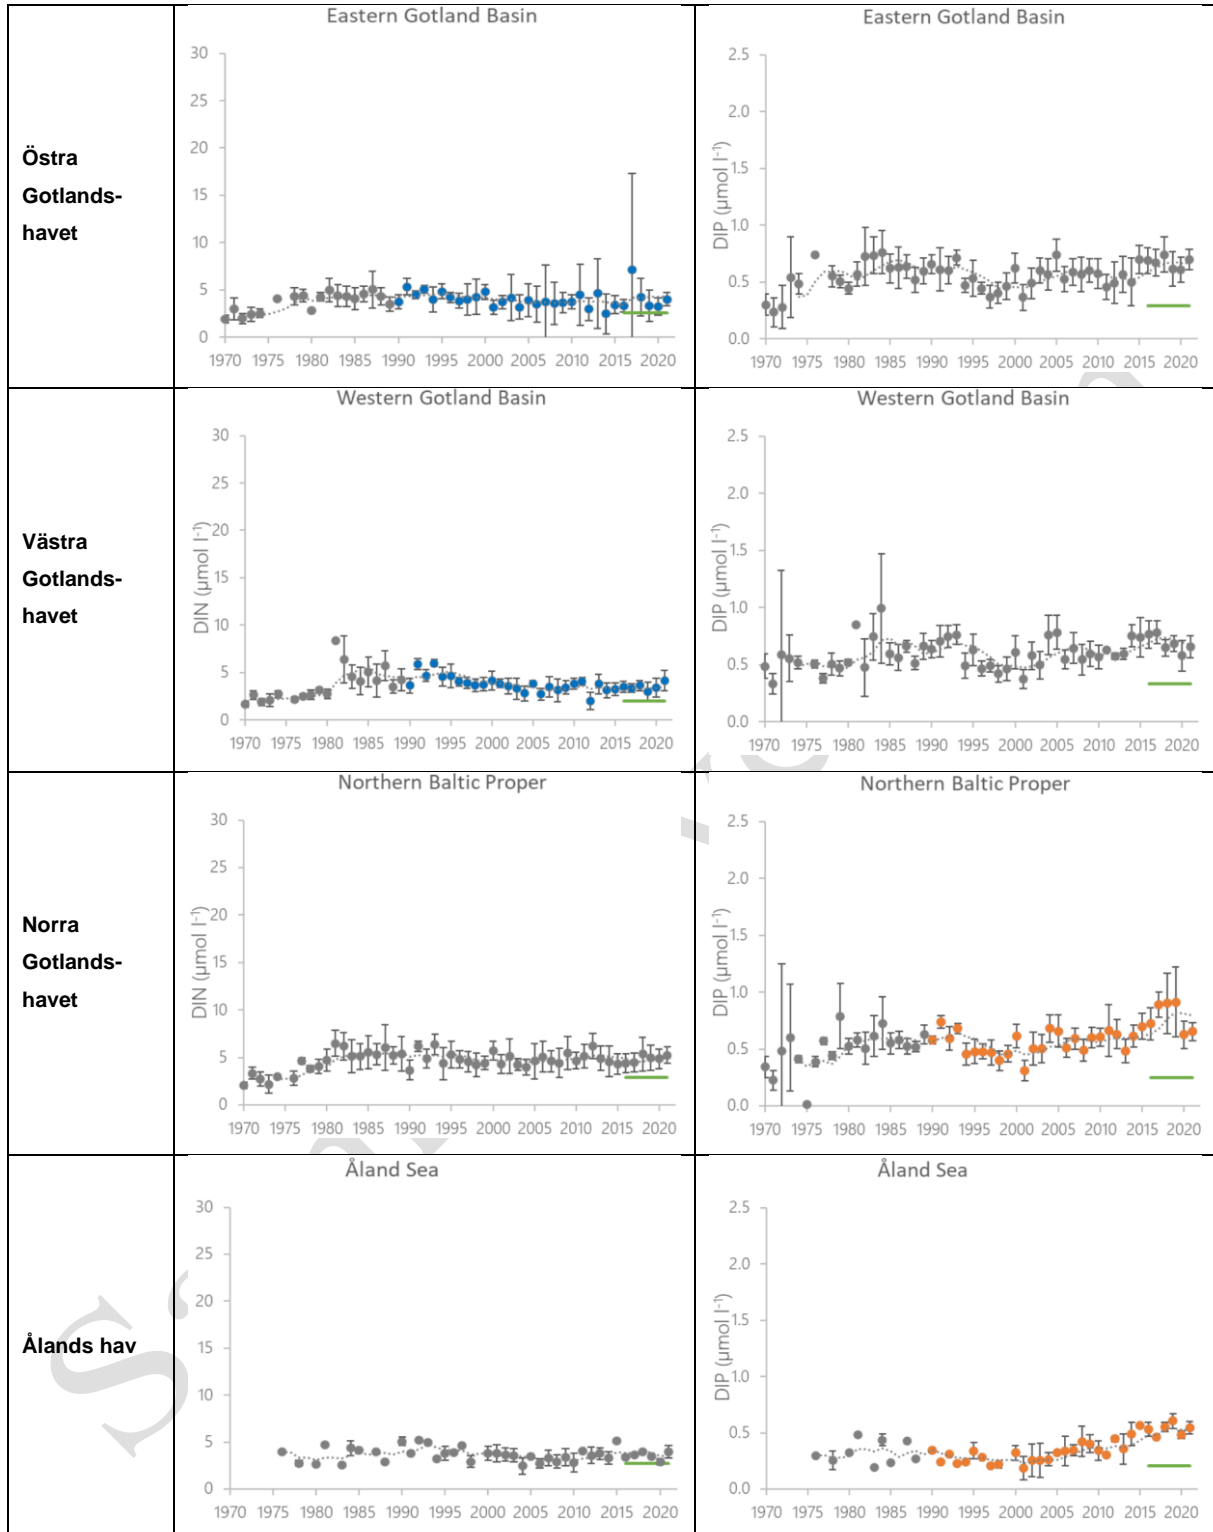 Östra
Gotlands-
havet
Eastern Gotland Basin
30
25
20
15
10
5
0
1970 1975 1980 1985 1990 1995 2000 2005 2010 2015 2020
Eastern Gotland Basin
DIP (µmol l-1)
2.5
2.0
1.5
1.0
0.5
0.0
1970 1975 1980 1985 1990 1995 2000 2005 2010 2015 2020
Västra
Gotlands-
havet
Western Gotland Basin
DIN (µmol l-1)
30
25
20
15
10
5
0
1970 1975 1980 1985 1990 1995 2000 2005 2010 2015 2020
Western Gotland Basin
DIP (µmol l-1)
2.5
2.0
1.5
1.0
0.5
0.0
1970 1975 1980 1985 1990 1995 2000 2005 2010 2015 2020
Norra
Gotlands-
havet
Northern Baltic Proper
DIN (µmol l-1)
30
25
20
15
10
5
0
1970 1975 1980 1985 1990 1995 2000 2005 2010 2015 2020
Northern Baltic Proper
DIP (µmol l-1)
2.5
2.0
1.5
1.0
0.5
0.0
1970 1975 1980 1985 1990 1995 2000 2005 2010 2015 2020
Ålands hav
Åland Sea
30
25
20
15
10
5
0
1970 1975 1980 1985 1990 1995 2000 2005 2010 2015 2020
Åland Sea
DIP (µmol l-1)
2.5
2.0
1.5
1.0
0.5
0.0
1970 1975 1980 1985 1990 1995 2000 2005 2010 2015 2020